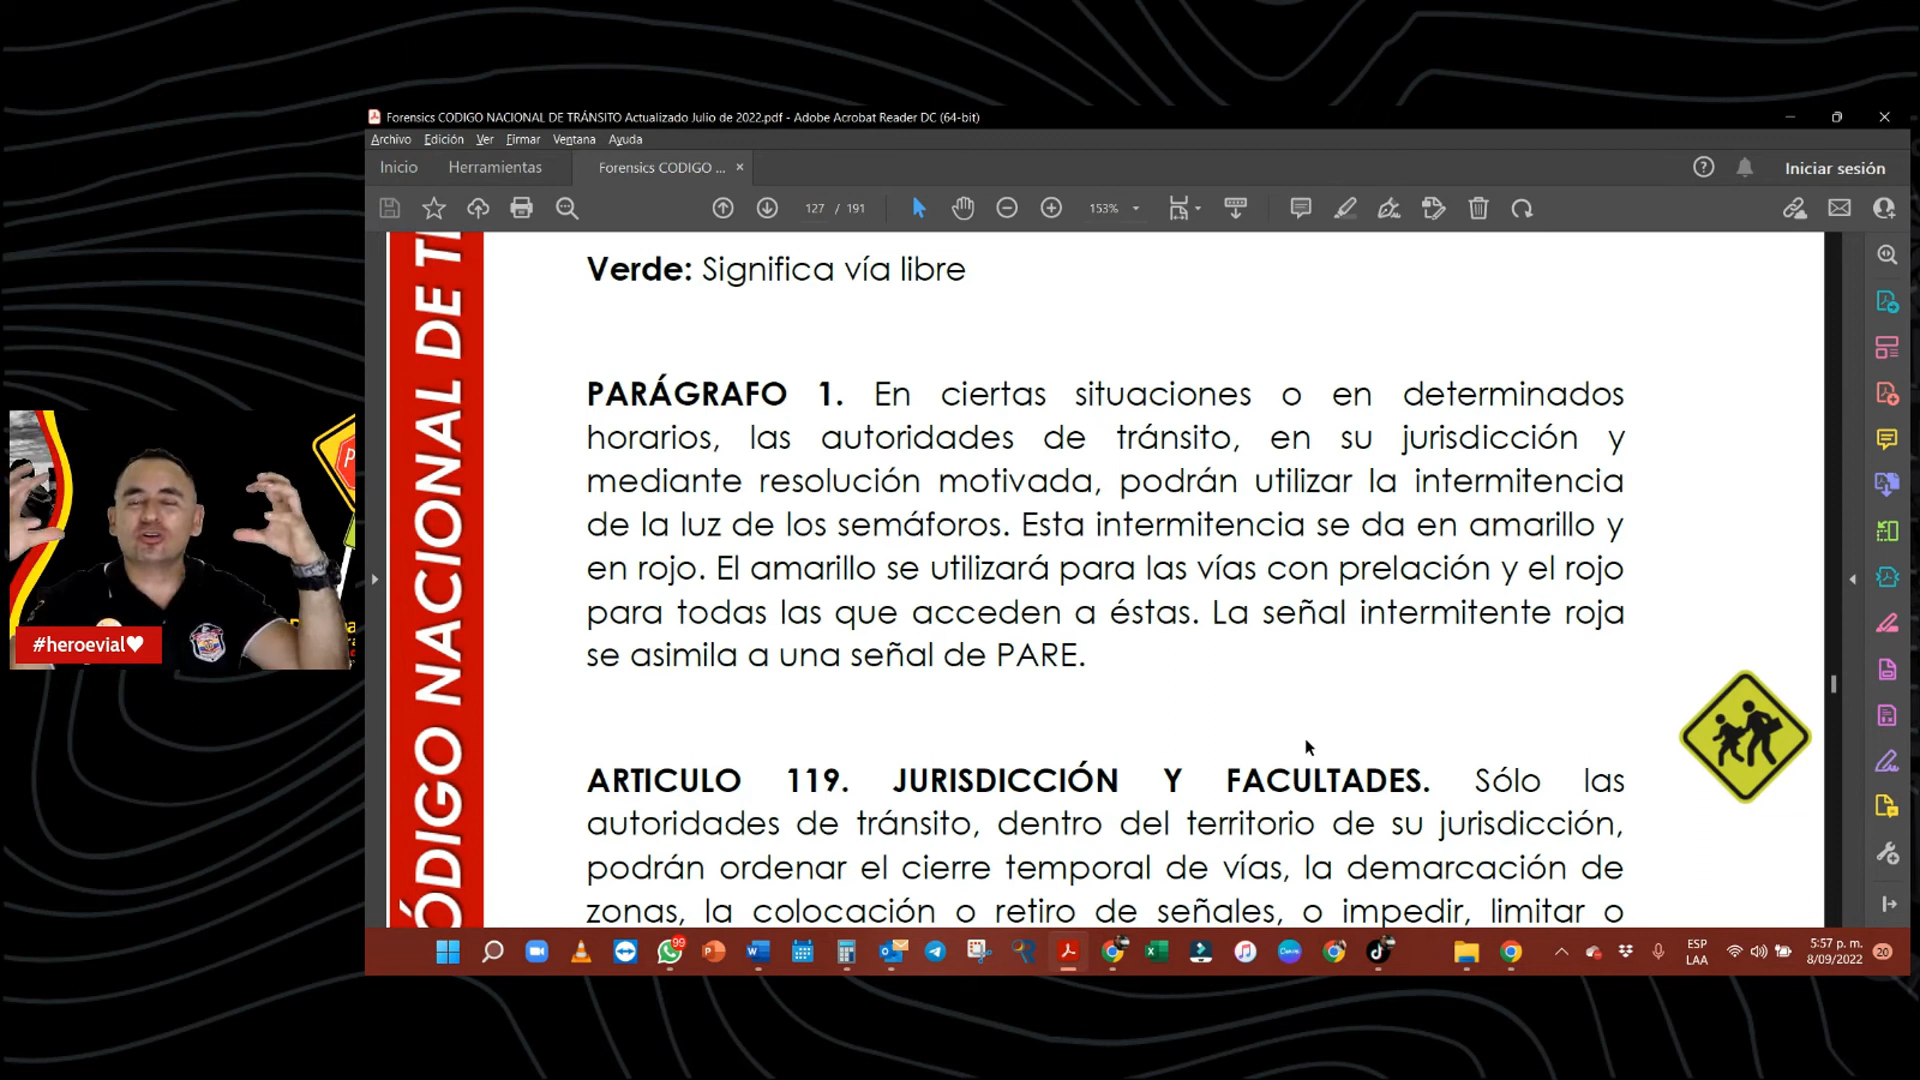 Forensics CODIGO NACIONAL DE TRÁNSITO Actualizado Julio de 2022.pdf - Adobe Acrobat Reader DC (64-bit)
Archivo Edición Ver Firmar Ventana Ayuda
Inicio Herramientas Forensics CODIGO ... × Iniciar sesión
127 / 191 153%
Verde: Significa vía libre
PARÁGRAFO 1. En ciertas situaciones o en determinados
horarios, las autoridades de tránsito, en su jurisdicción y
mediante resolución motivada, podrán utilizar la intermitencia
de la luz de los semáforos. Esta intermitencia se da en amarillo y
en rojo. El amarillo se utilizará para las vías con prelación y el rojo
para todas las que acceden a éstas. La señal intermitente roja
se asimila a una señal de PARE.
ARTICULO 119. JURISDICCIÓN Y FACULTADES. Sólo las
autoridades de tránsito, dentro del territorio de su jurisdicción,
podrán ordenar el cierre temporal de vías, la demarcación de
zonas, la colocación o retiro de señales, o impedir, limitar o
ÓDIGO NACIONAL DE T
#heroevial♥
99
ESP
LAA
5:57 p. m.
8/09/2022
20